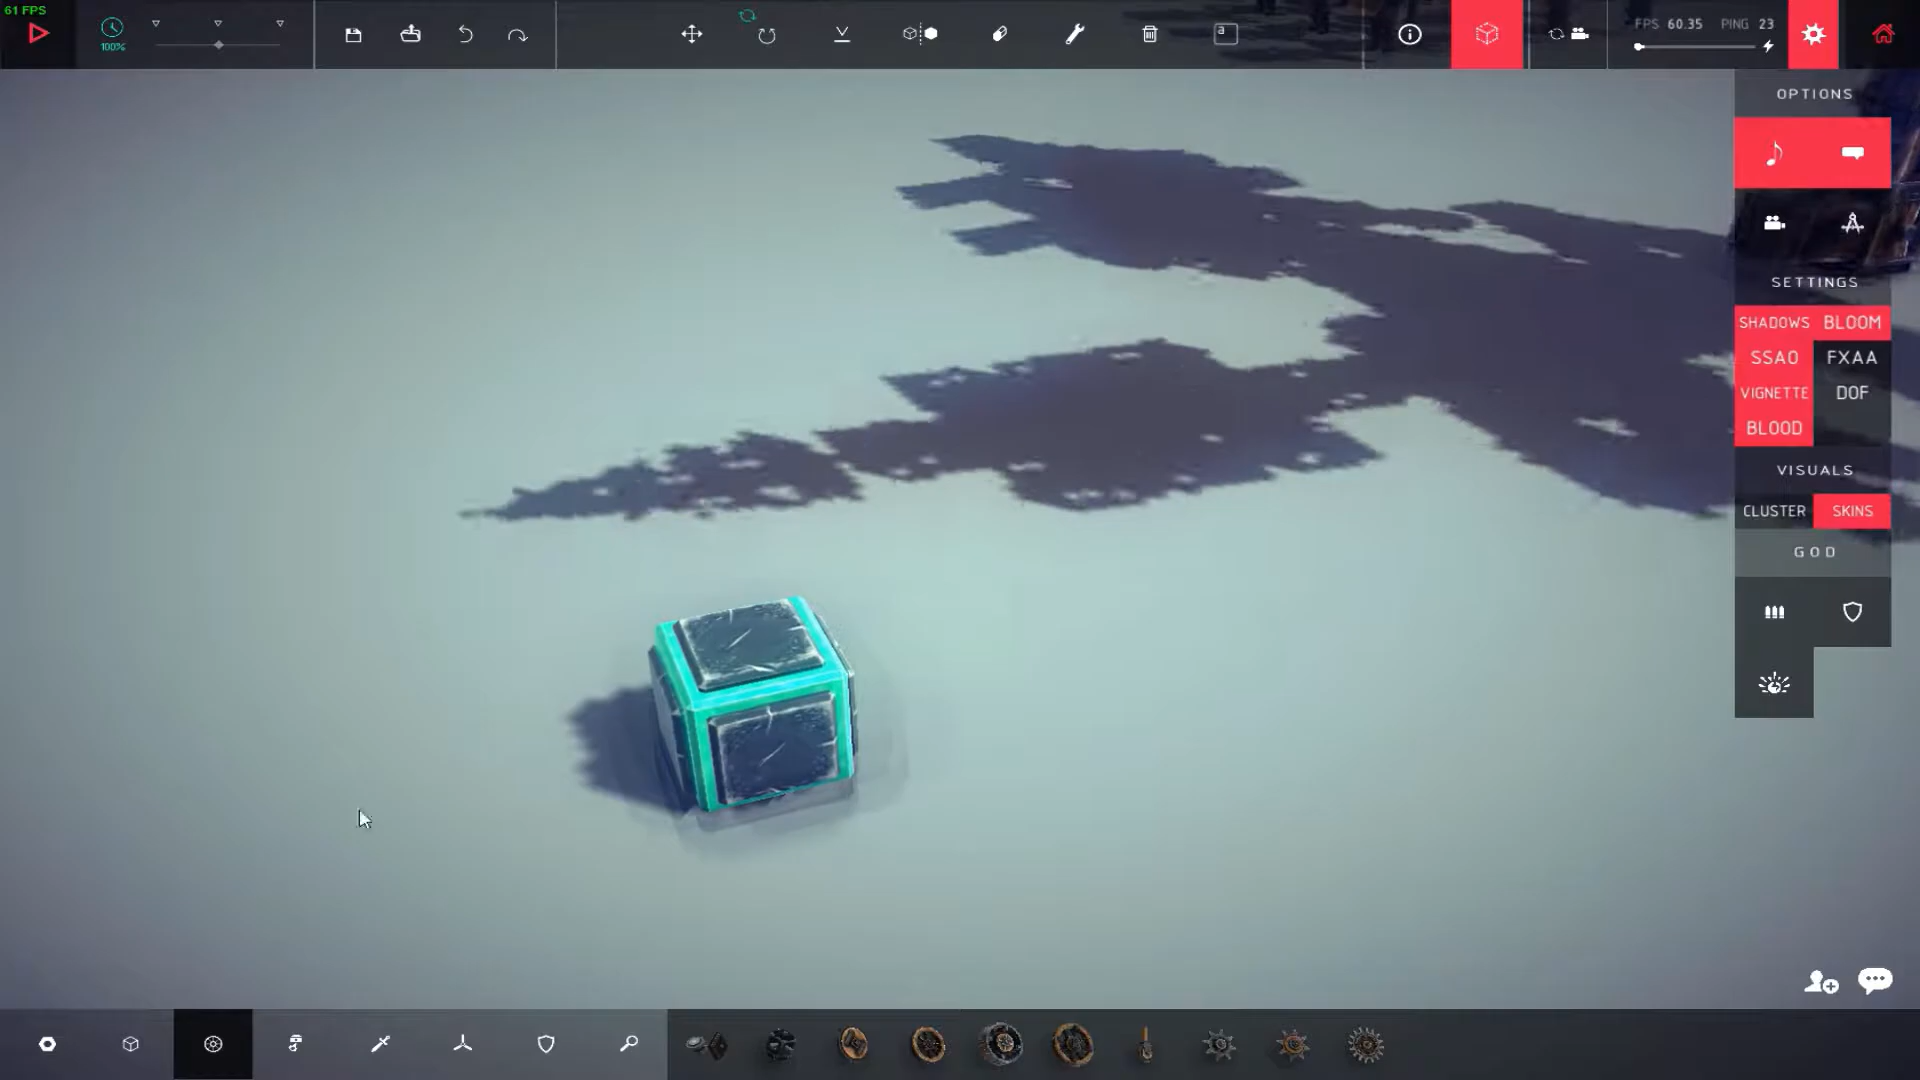 61 FPS
100%
a
FPS 60.35 PING 23
OPTIONS
SETTINGS
SHADOWS BLOOM
SSAO FXAA
VIGNETTE DOF
BLOOD
VISUALS
CLUSTER SKINS
GOD